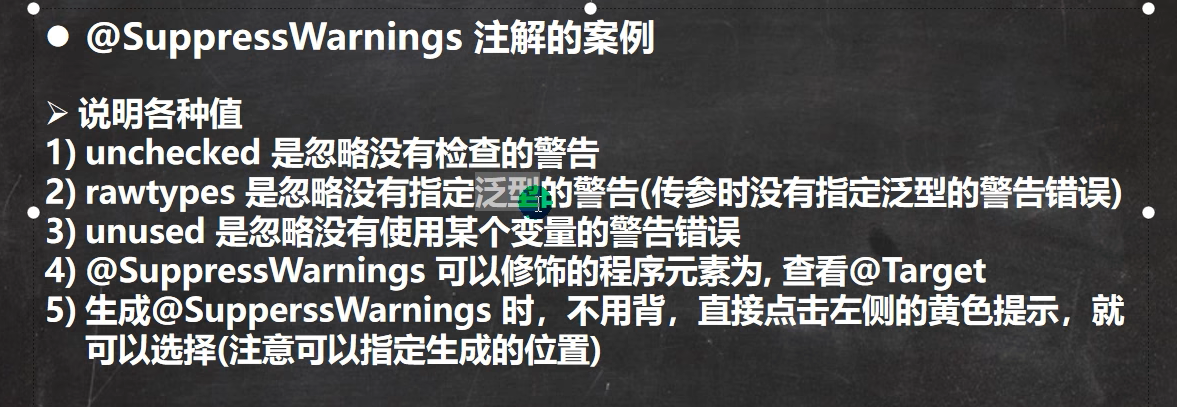 ● @SuppressWarnings 注解的案例
➢ 说明各种值
1) unchecked 是忽略没有检查的警告
2) rawtypes 是忽略没有指定泛型的警告(传参时没有指定泛型的警告错误)
3) unused 是忽略没有使用某个变量的警告错误
4) @SuppressWarnings 可以修饰的程序元素为, 查看@Target
5) 生成@SupperssWarnings 时，不用背，直接点击左侧的黄色提示，就
可以选择(注意可以指定生成的位置)